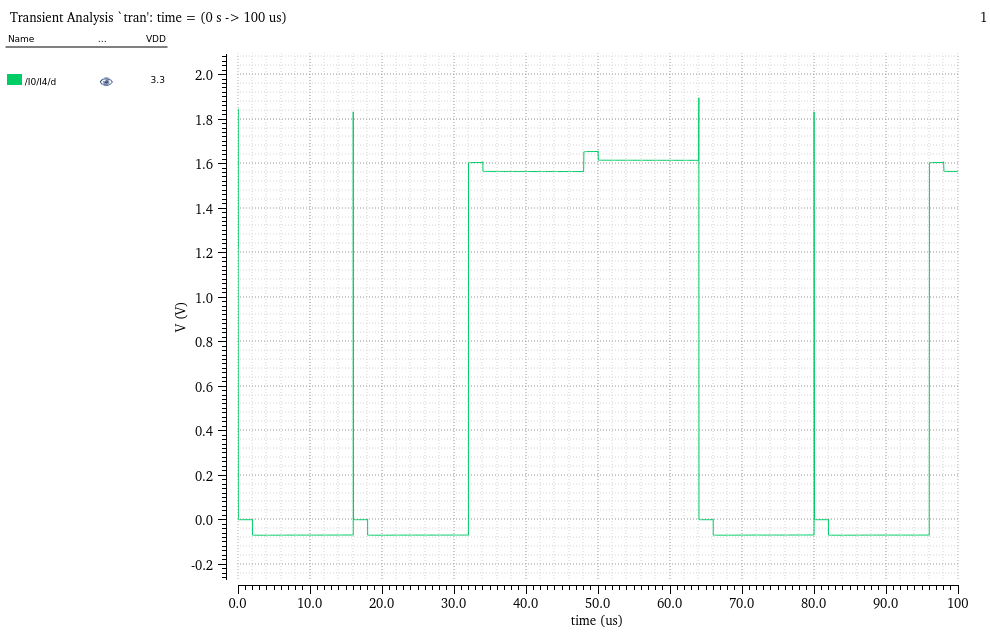 Transient Analysis `tran': time = (0 s -> 100 us)
1
Name ... VDD
/I0/I4/d 3.3
2.0
1.8
1.6
1.4
1.2
1.0
0.8
0.6
0.4
0.2
0.0
-0.2
V (V)
0.0 10.0 20.0 30.0 40.0 50.0 60.0 70.0 80.0 90.0 100
time (us)